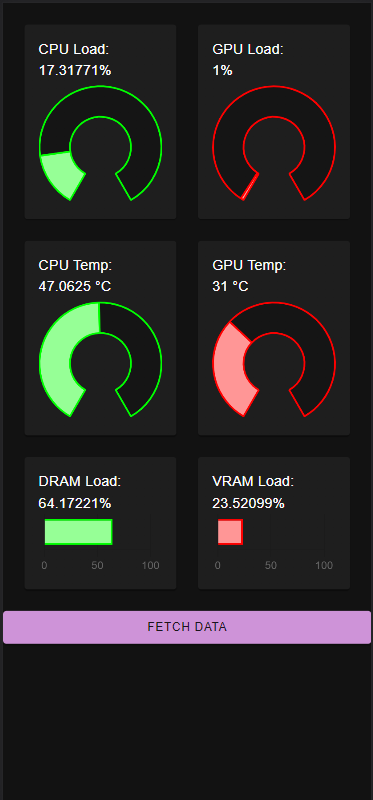 CPU Load:
17.31771%
GPU Load:
1%
CPU Temp:
47.0625 °C
GPU Temp:
31 °C
DRAM Load:
64.17221%
0 50 100
VRAM Load:
23.52099%
0 50 100
FETCH DATA